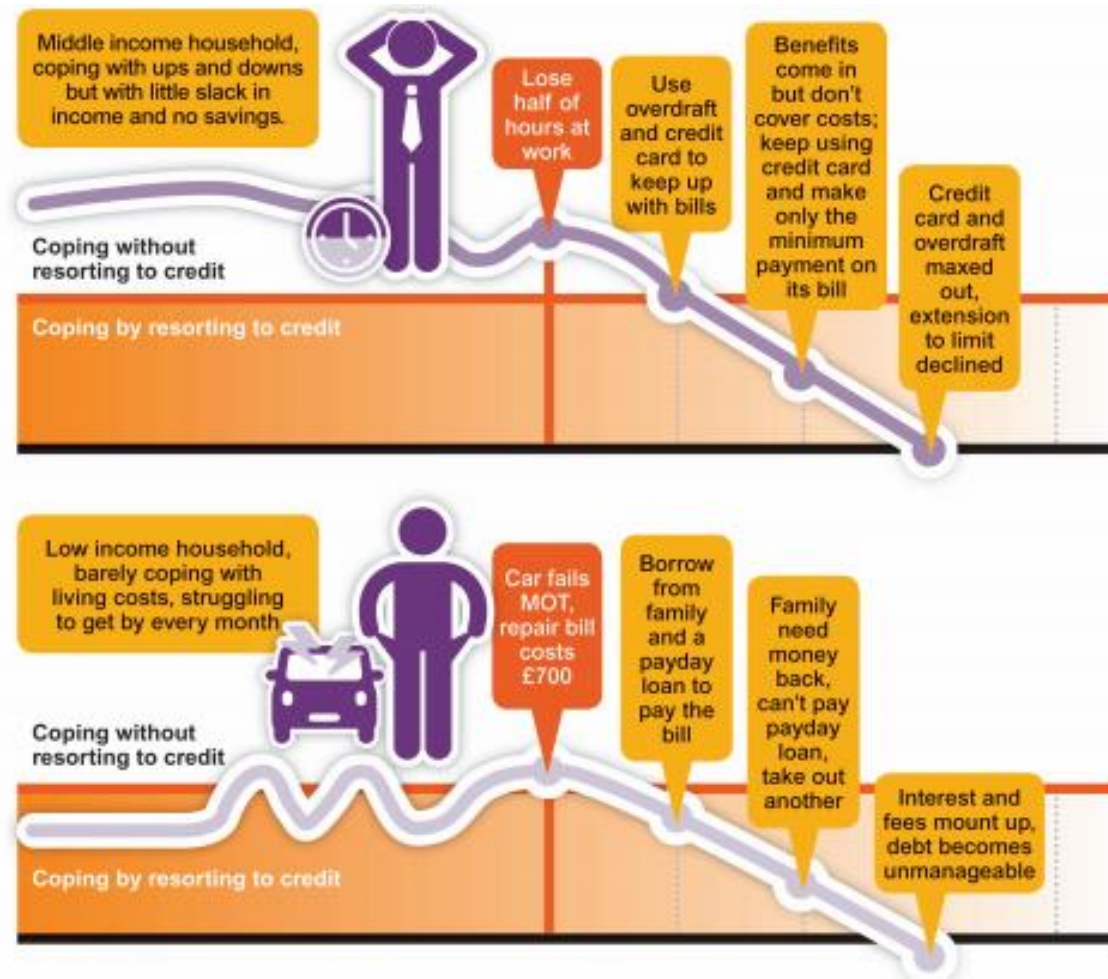 Middle income household,
coping with ups and downs
but with little slack in
income and no savings.
Lose
half of
hours at
work
Use
overdraft
and credit
card to
keep up
with bills
Benefits
come in
but don't
cover costs;
keep using
credit card
and make
only the
minimum
payment on
its bill
Credit
card and
overdraft
maxed
out,
extension
to limit
declined
Coping without
resorting to credit
Coping by resorting to credit
Low income household,
barely coping with
living costs, struggling
to get by every month
Car fails
MOT,
repair bill
costs
£700
Borrow
from
family
and a
payday
loan to
pay the
bill
Family
need
money
back,
can't pay
payday
loan,
take out
another
Interest and
fees mount up,
debt becomes
unmanageable
Coping without
resorting to credit
Coping by resorting to credit